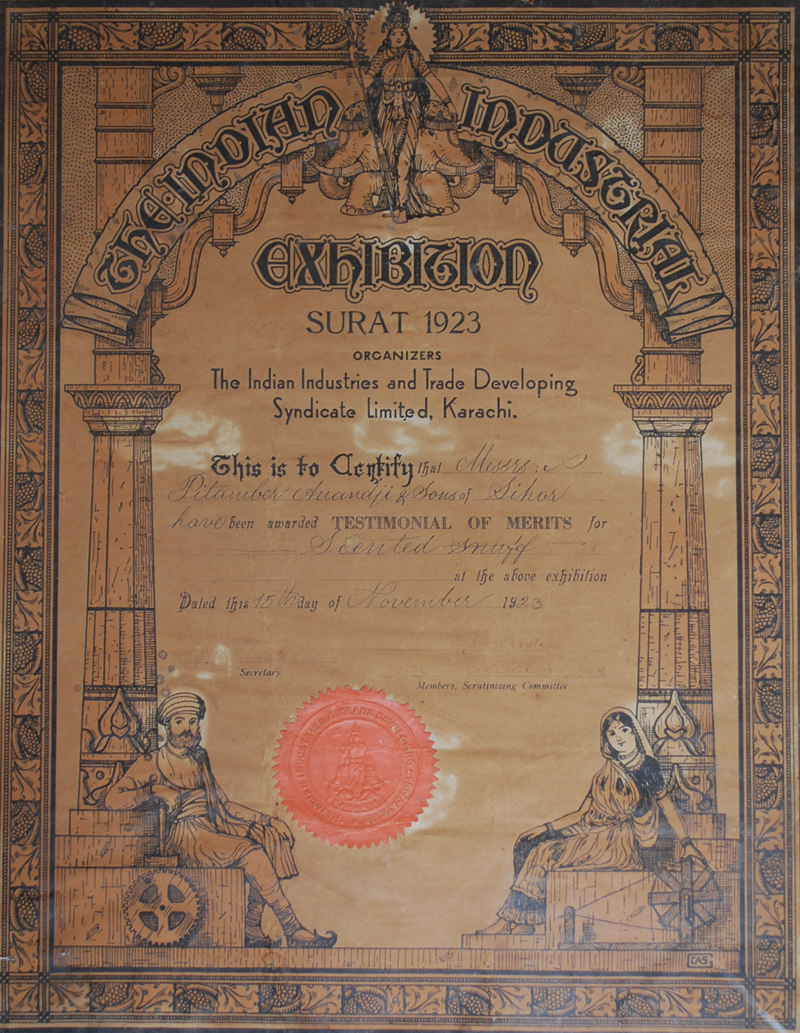 THE INDIAN INDUSTRIAL
EXHIBITION
SURAT 1923
ORGANIZERS
The Indian Industries and Trade Developing
Syndicate Limited, Karachi.
This is to Certify that Messrs:
Pitamber Anandji & Sons of Sihor
have been awarded TESTIMONIAL OF MERITS for
Scented snuff
at the above exhibition
Dated this 15th day of November 1923
Secretary
Members, Scrutinizing Committee